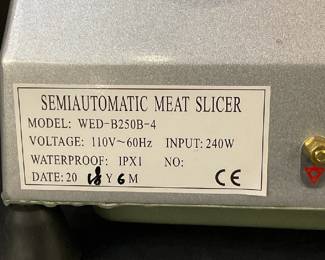 SEMIAUTOMATIC MEAT SLICER
MODEL: WED-B250B-4
VOLTAGE: 110V~60Hz INPUT: 240W
WATERPROOF: IPX1 NO:
DATE: 20 18 Y 6 M CE